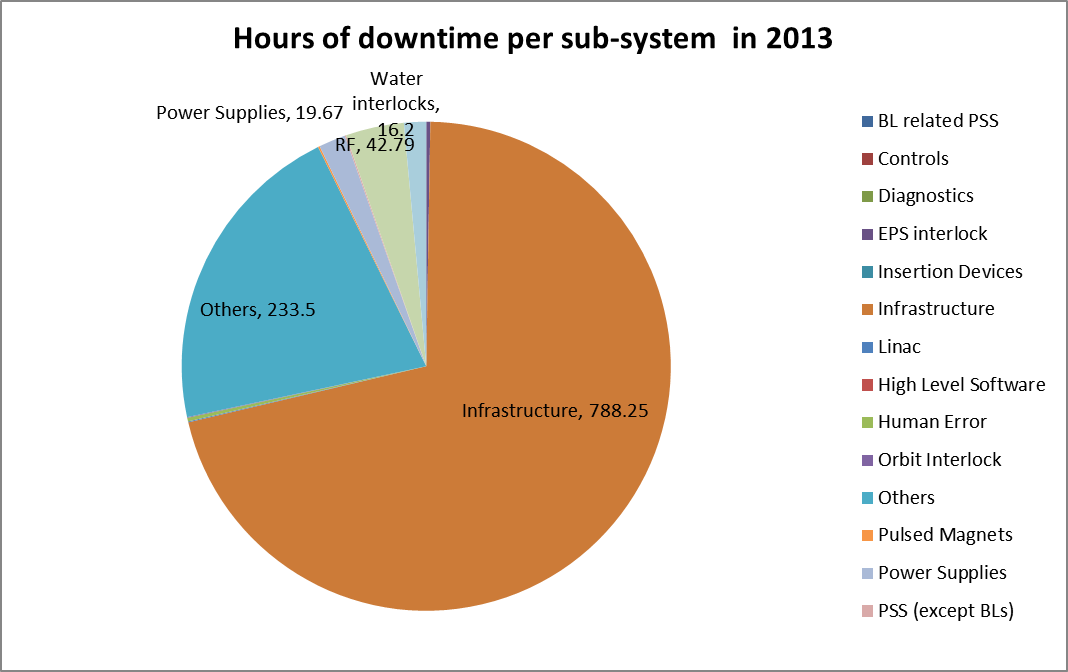 Hours of downtime per sub-system in 2013
Water
interlocks,
16.2
Power Supplies, 19.67
RF, 42.79
Others, 233.5
Infrastructure, 788.25
BL related PSS
Controls
Diagnostics
EPS interlock
Insertion Devices
Infrastructure
Linac
High Level Software
Human Error
Orbit Interlock
Others
Pulsed Magnets
Power Supplies
PSS (except BLs)